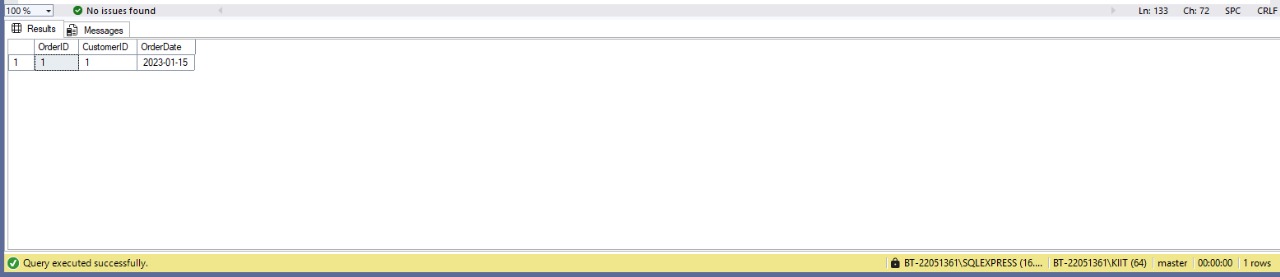 100 % No issues found Ln: 133 Ch: 72 SPC CRLF
Results Messages
OrderID CustomerID OrderDate
1 1 1 2023-01-15
Query executed successfully. BT-22051361\SQLEXPRESS (16.... BT-22051361\KIIT (64) master 00:00:00 1 rows